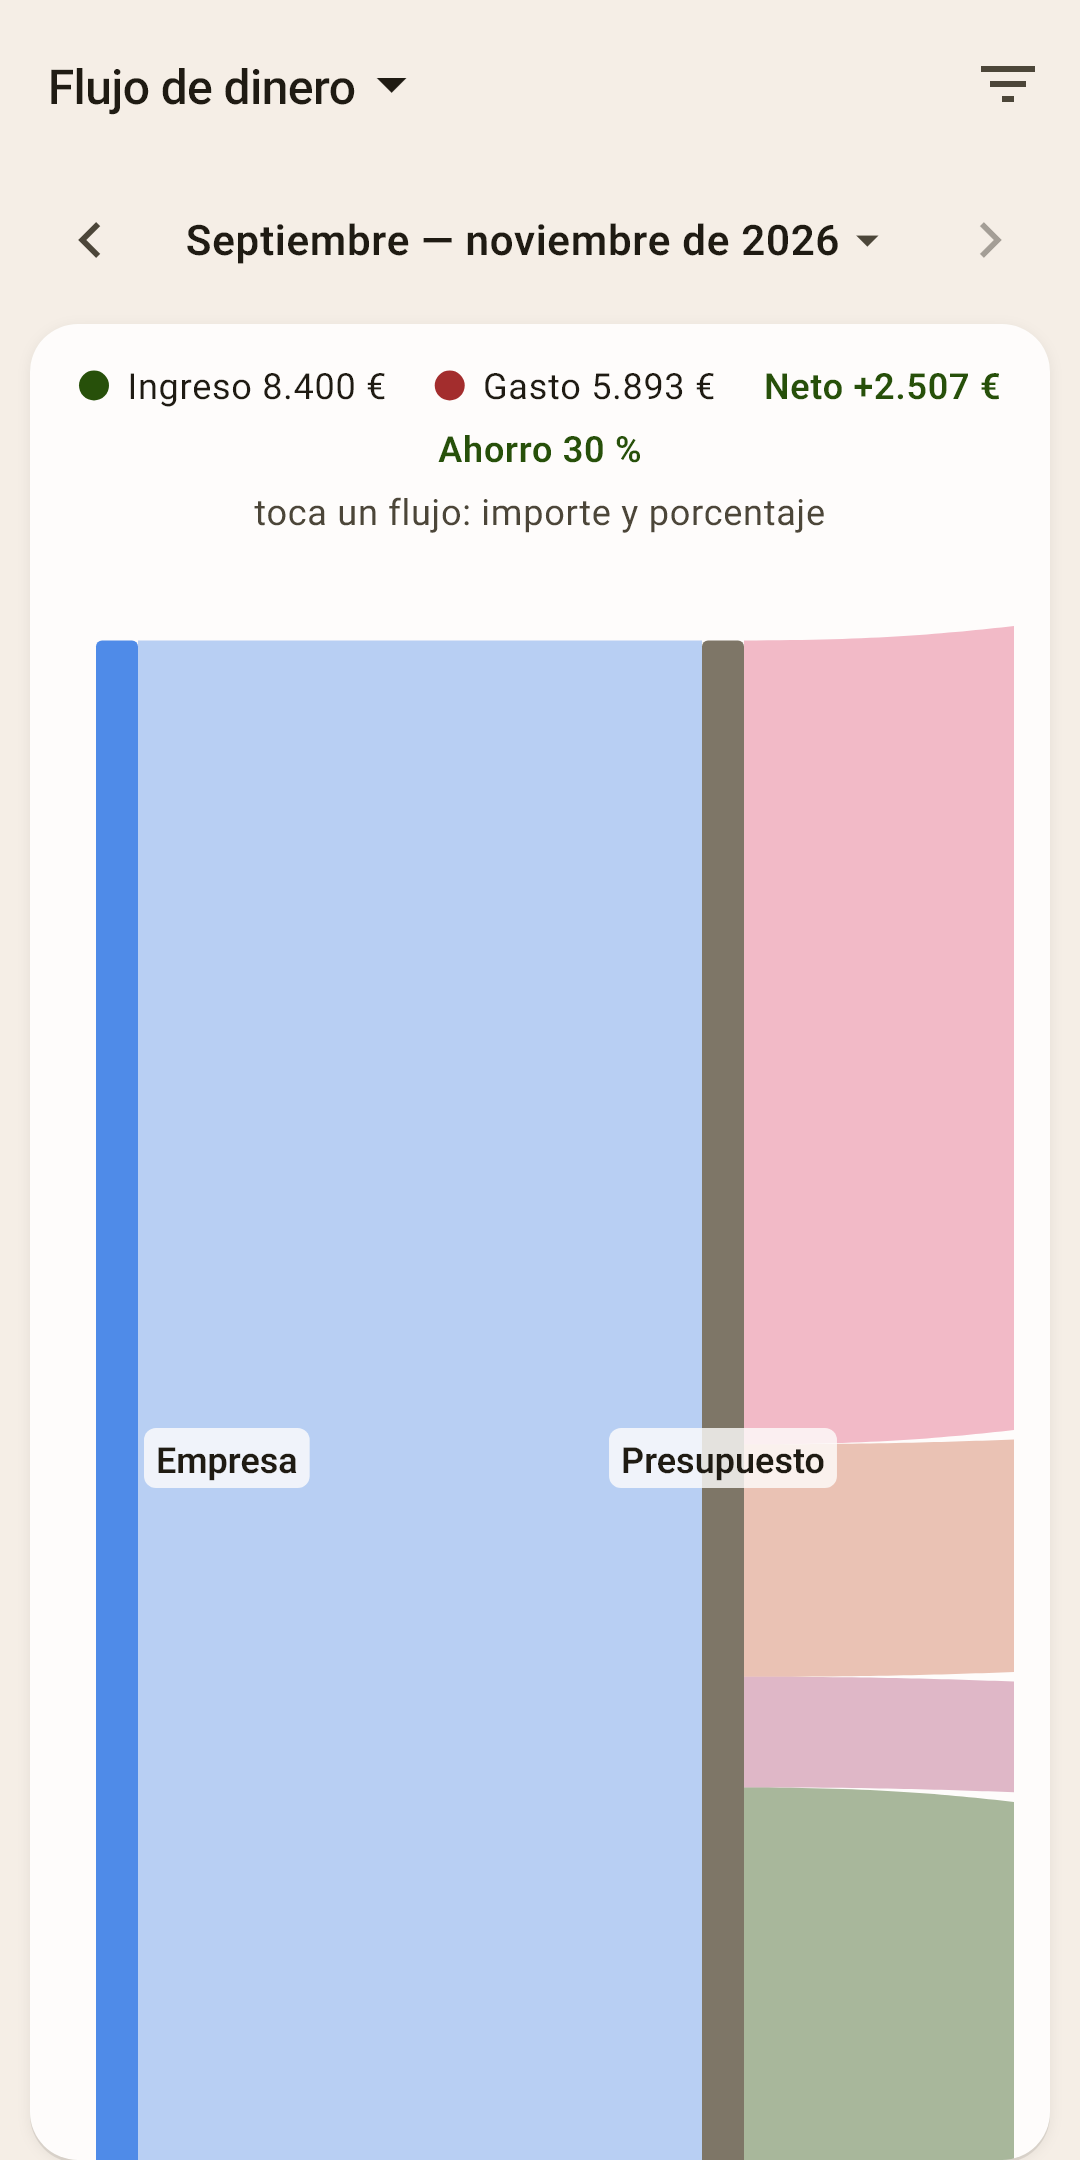 Flujo de dinero
Septiembre — noviembre de 2026
Ingreso 8.400 € Gasto 5.893 € Neto +2.507 €
Ahorro 30 %
toca un flujo: importe y porcentaje
Empresa
Presupuesto